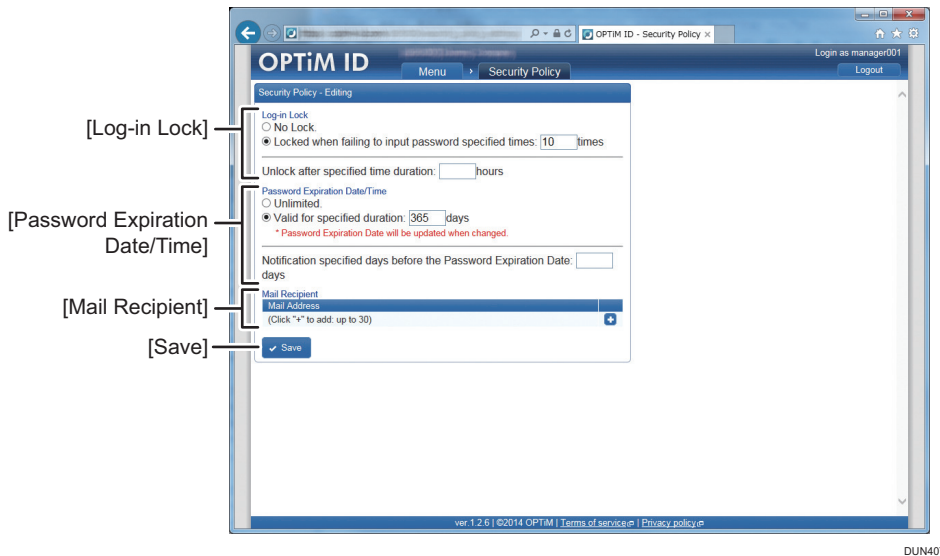 OPTiM ID - Security Policy ×
OPTiM ID
Menu › Security Policy
Login as manager001
Logout
Security Policy - Editing
[Log-in Lock]
Log-in Lock
No Lock.
Locked when failing to input password specified times: 10 times
Unlock after specified time duration: hours
[Password Expiration
Date/Time]
Password Expiration Date/Time
Unlimited.
Valid for specified duration: 365 days
* Password Expiration Date will be updated when changed.
Notification specified days before the Password Expiration Date:
days
[Mail Recipient]
Mail Recipient
Mail Address
(Click "+" to add: up to 30)
[Save]
Save
ver.1.2.6 | ©2014 OPTiM | Terms of service | Privacy policy
DUN40